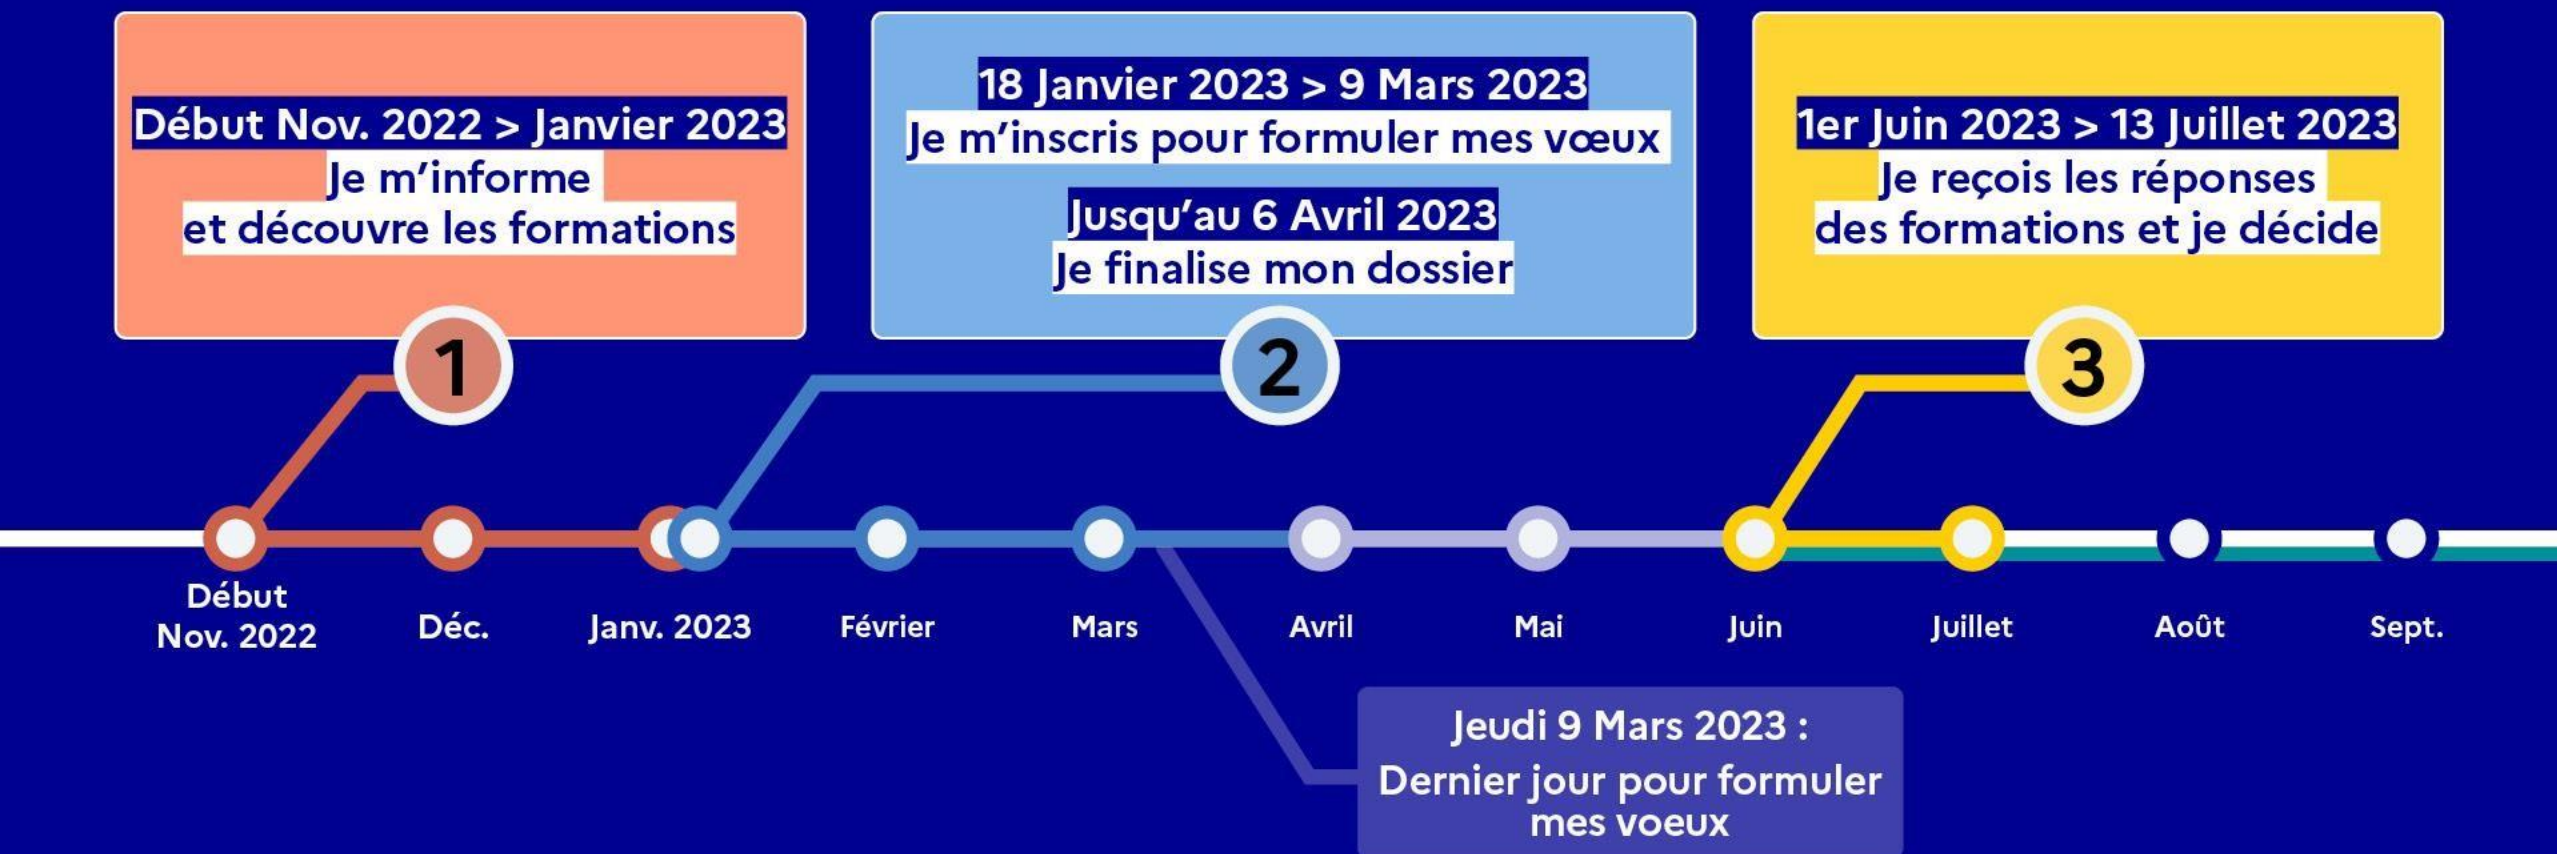 Début Nov. 2022 > Janvier 2023
Je m’informe
et découvre les formations
18 Janvier 2023 > 9 Mars 2023
Je m’inscris pour formuler mes vœux
Jusqu’au 6 Avril 2023
Je finalise mon dossier
1er Juin 2023 > 13 Juillet 2023
Je reçois les réponses
des formations et je décide
1
2
3
Début
Nov. 2022
Déc.
Janv. 2023
Février
Mars
Avril
Mai
Juin
Juillet
Août
Sept.
Jeudi 9 Mars 2023 :
Dernier jour pour formuler
mes voeux